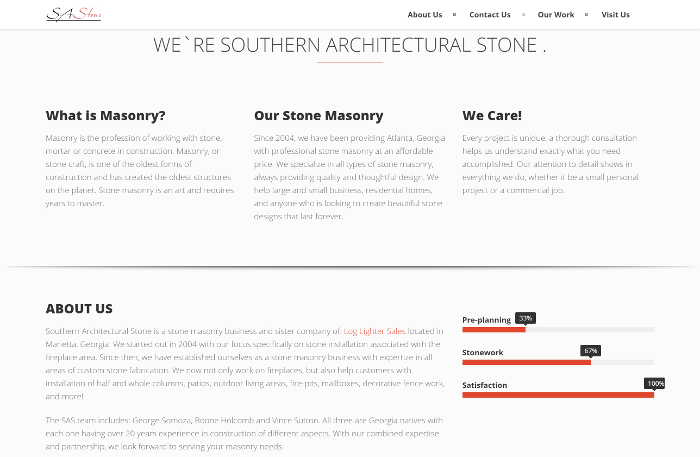 SA Stone
About Us
Contact Us
Our Work
Visit Us
WE`RE SOUTHERN ARCHITECTURAL STONE .
What is Masonry?
Masonry is the profession of working with stone,
mortar or concrete in construction. Masonry, or
stone craft, is one of the oldest forms of
construction and has created the oldest structures
on the planet. Stone masonry is an art and requires
years to master.
Our Stone Masonry
Since 2004, we have been providing Atlanta, Georgia
with professional stone masonry at an affordable
price. We specialize in all types of stone masonry,
always providing quality and thoughtful design. We
help large and small business, residential homes,
and anyone who is looking to create beautiful stone
designs that last forever.
We Care!
Every project is unique, a thorough consultation
helps us understand exactly what you need
accomplished. Our attention to detail shows in
everything we do, whether it be a small personal
project or a commercial job.
ABOUT US
Southern Architectural Stone is a stone masonry business and sister company of: Log Lighter Sales located in
Marietta, Georgia. We started out in 2004 with our focus specifically on stone installation associated with the
fireplace area. Since then, we have established ourselves as a stone masonry business with expertize in all
areas of custom stone fabrication. We now not only work on fireplaces, but also help customers with
installation of half and whole columns, patios, outdoor living areas, fire-pits, mailboxes, decorative fence work,
and more!
The SAS team includes: George Somoza, Boone Holcomb and Vince Sutton. All three are Georgia natives with
each one having over 20 years experience in construction of different aspects. With our combined expertise
and partnership, we look forward to serving your masonry needs.
Pre-planning 33%
Stonework 67%
Satisfaction 100%